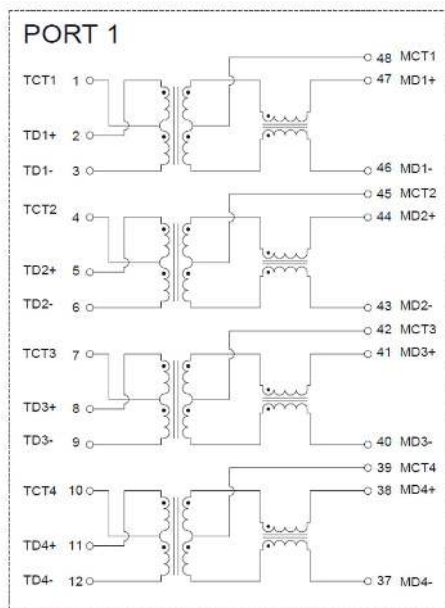 PORT 1
48 MCT1
TCT1 1
47 MD1+
TD1+ 2
TD1- 3
46 MD1-
45 MCT2
TCT2 4
44 MD2+
TD2+ 5
TD2- 6
43 MD2-
42 MCT3
TCT3 7
41 MD3+
TD3+ 8
TD3- 9
40 MD3-
39 MCT4
TCT4 10
38 MD4+
TD4+ 11
TD4- 12
37 MD4-